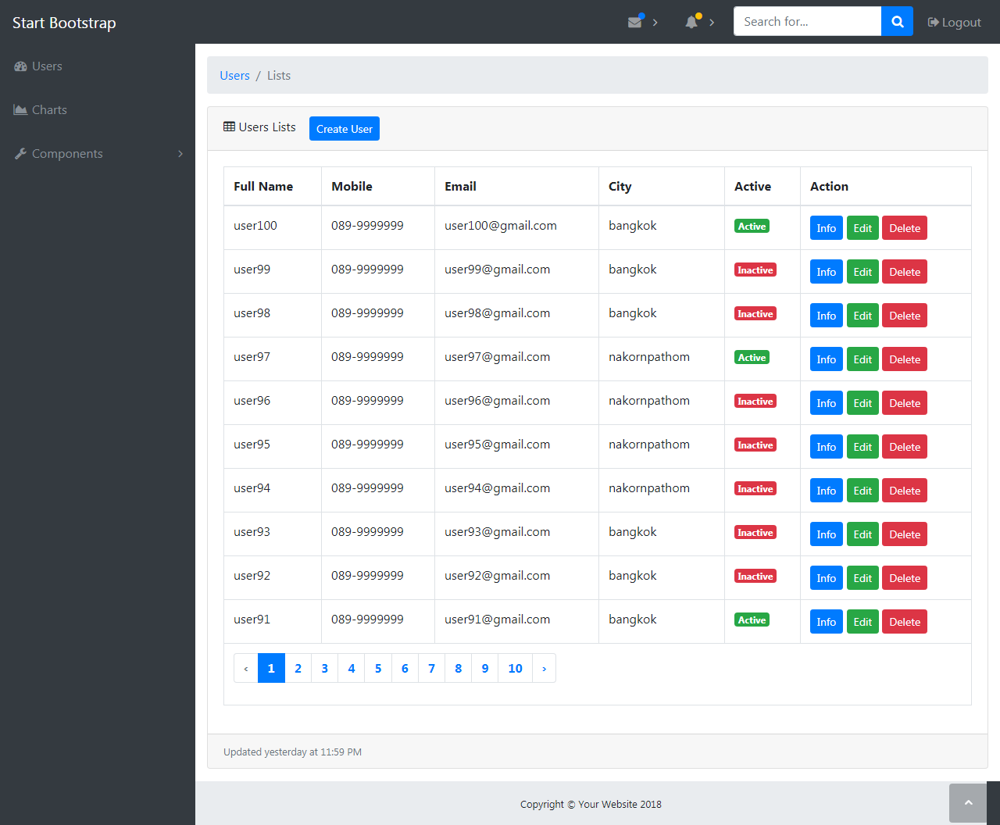 Start Bootstrap
Search for...
Logout
Users
Charts
Components
Users / Lists
Users Lists Create User
Full Name Mobile Email City Active Action
user100 089-9999999 user100@gmail.com bangkok Active Info Edit Delete
user99 089-9999999 user99@gmail.com bangkok Inactive Info Edit Delete
user98 089-9999999 user98@gmail.com bangkok Inactive Info Edit Delete
user97 089-9999999 user97@gmail.com nakornpathom Active Info Edit Delete
user96 089-9999999 user96@gmail.com nakornpathom Inactive Info Edit Delete
user95 089-9999999 user95@gmail.com nakornpathom Inactive Info Edit Delete
user94 089-9999999 user94@gmail.com nakornpathom Inactive Info Edit Delete
user93 089-9999999 user93@gmail.com bangkok Inactive Info Edit Delete
user92 089-9999999 user92@gmail.com bangkok Inactive Info Edit Delete
user91 089-9999999 user91@gmail.com bangkok Active Info Edit Delete
‹ 1 2 3 4 5 6 7 8 9 10 ›
Updated yesterday at 11:59 PM
Copyright © Your Website 2018